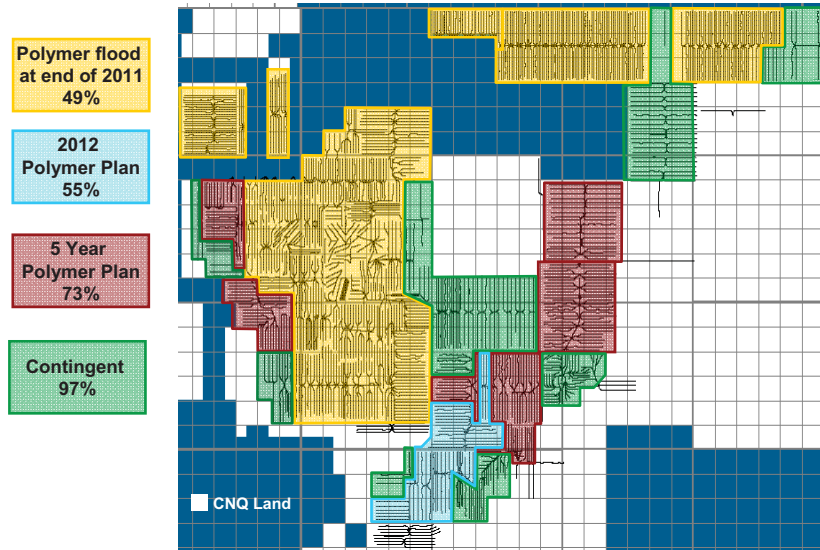 Polymer flood
at end of 2011
49%
2012
Polymer Plan
55%
5 Year
Polymer Plan
73%
Contingent
97%
CNQ Land